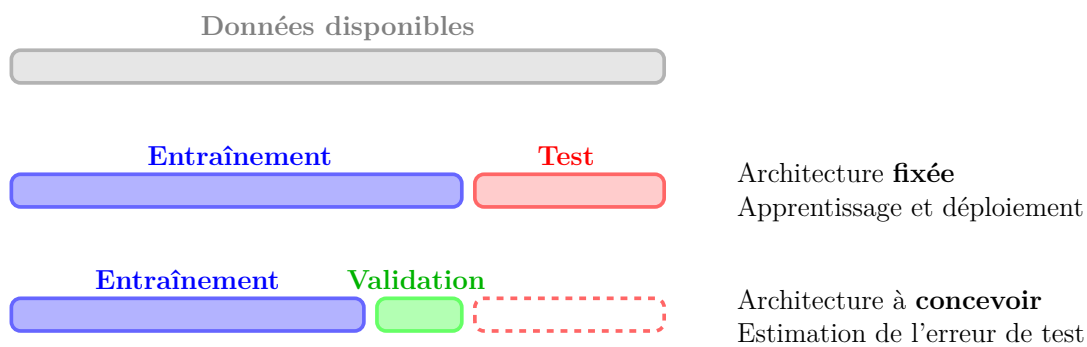 Données disponibles
Entraînement Test
Architecture fixée
Apprentissage et déploiement
Entraînement Validation
Architecture à concevoir
Estimation de l'erreur de test